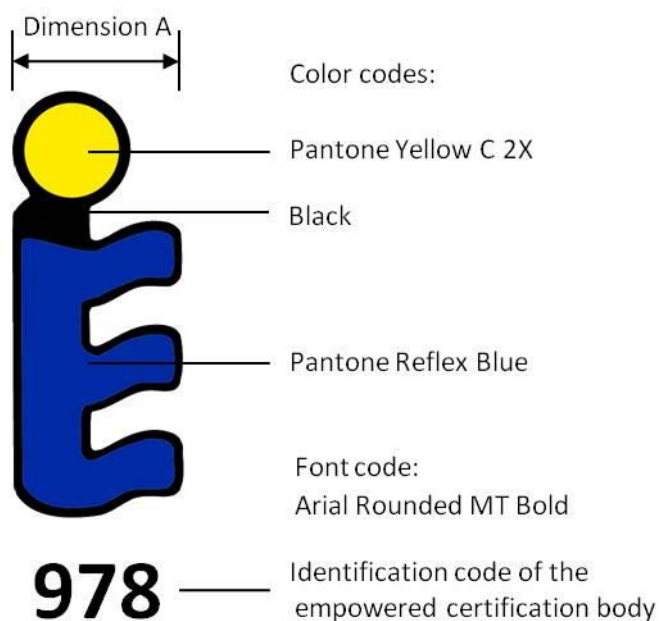 Dimension A
Color codes:
Pantone Yellow C 2X
Black
Pantone Reflex Blue
Font code:
Arial Rounded MT Bold
978
Identification code of the
empowered certification body